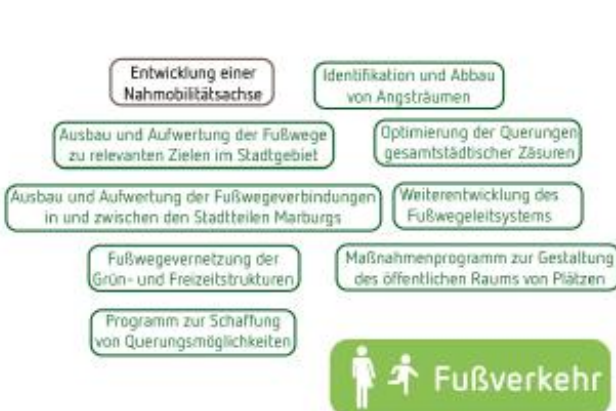 Entwicklung einer
Nahmobilitätsachse
Identifikation und Abbau
von Angsträumen
Ausbau und Aufwertung der Fußwege
zu relevanten Zielen im Stadtgebiet
Optimierung der Querungen
gesamtstädtischer Zäsuren
Ausbau und Aufwertung der Fußwegeverbindungen
in und zwischen den Stadtteilen Marburgs
Weiterentwicklung des
Fußwegeleitsystems
Fußwegevernetzung der
Grün- und Freizeitstrukturen
Maßnahmenprogramm zur Gestaltung
des öffentlichen Raums von Plätzen
Programm zur Schaffung
von Querungsmöglichkeiten
Fußverkehr